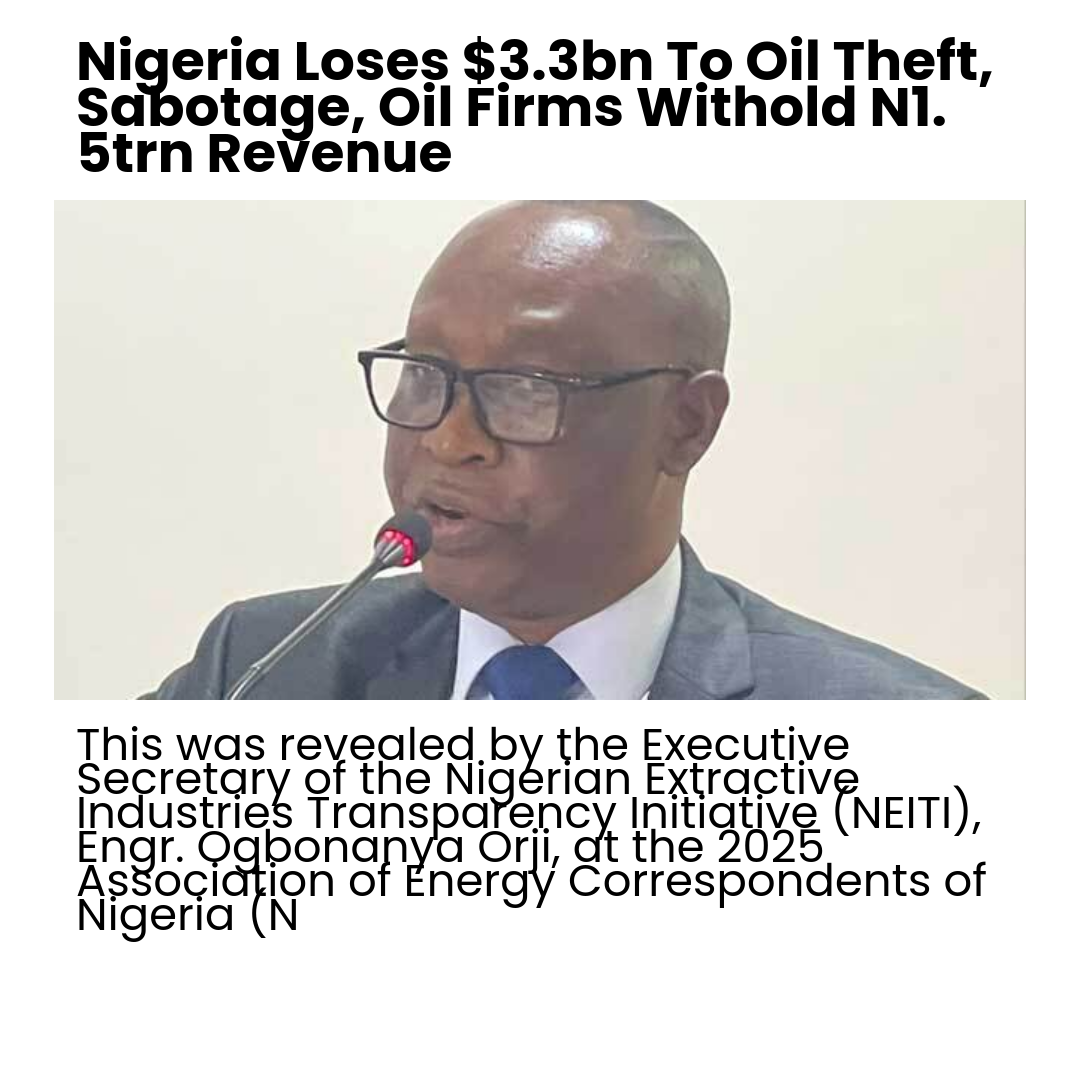 Nigeria Loses $3.3bn To Oil Theft,
Sabotage, Oil Firms Withold N1.
5trn Revenue
This was revealed by the Executive
Secretary of the Nigerian Extractive
Industries Transparency Initiative (NEITI),
Engr. Ogbonanya Orji, at the 2025
Association of Energy Correspondents of
Nigeria (N